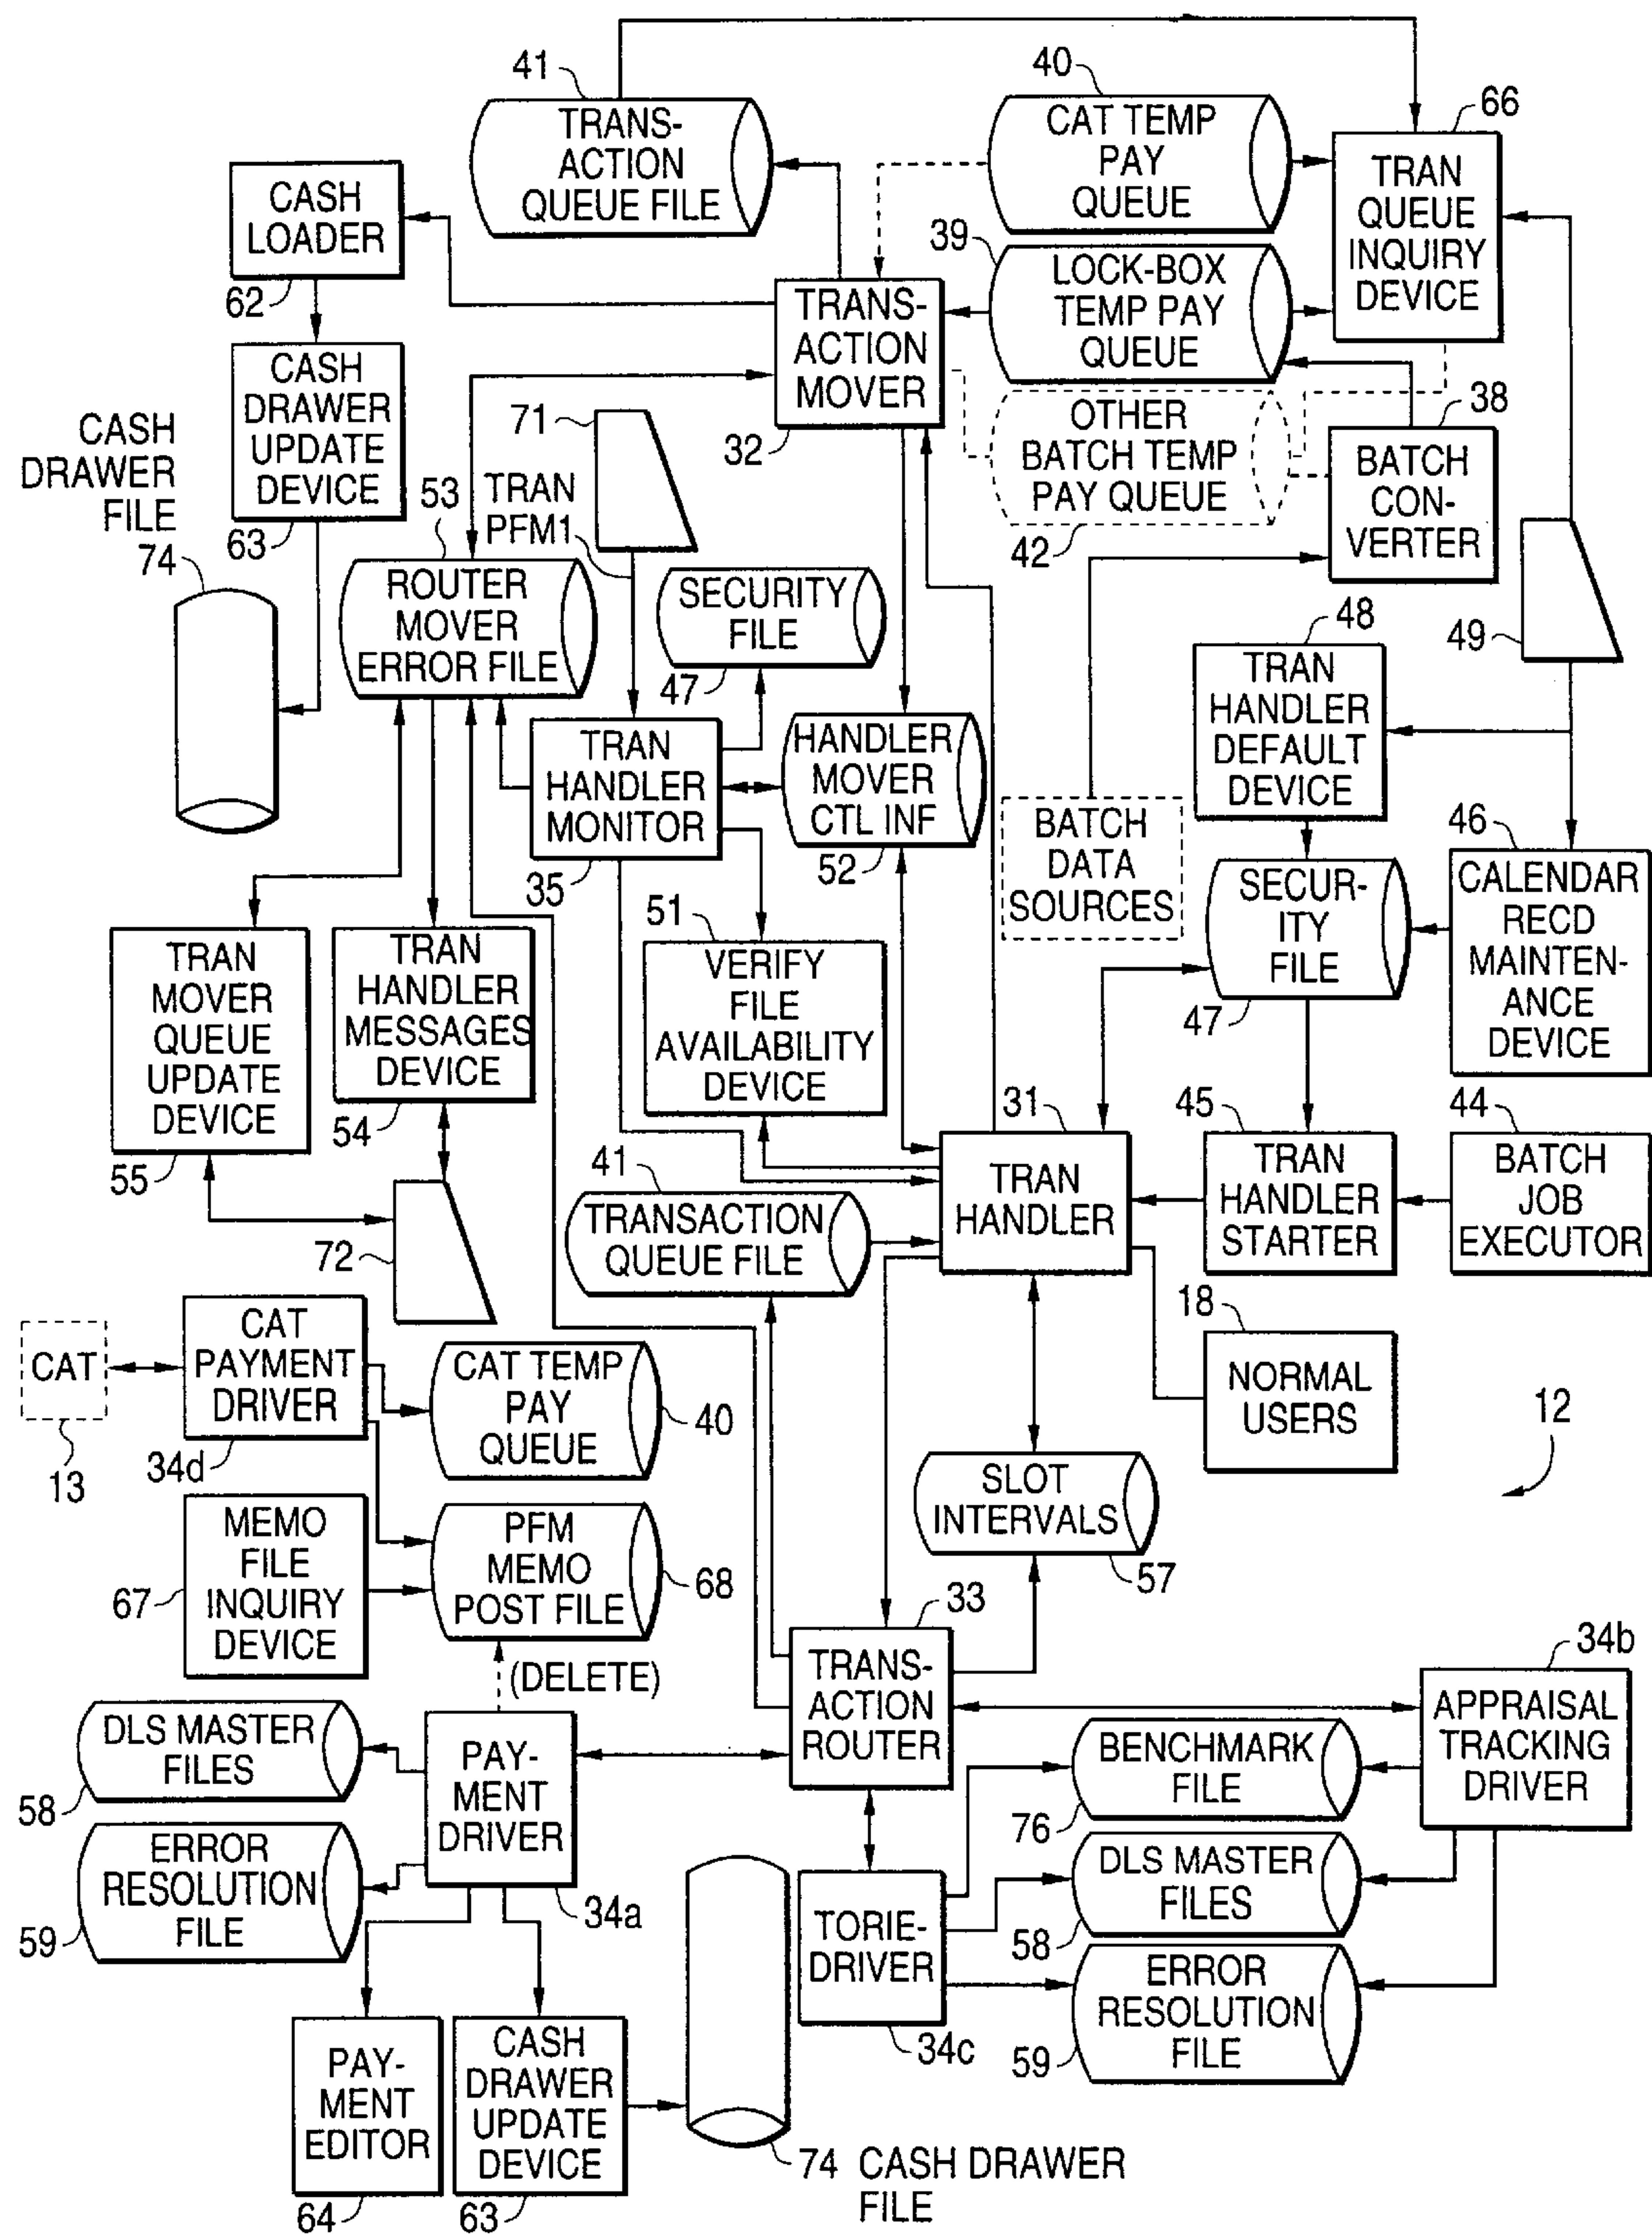 41
TRANS-
ACTION
QUEUE FILE
40
CAT TEMP
PAY
QUEUE
66
TRAN
QUEUE
INQUIRY
DEVICE
CASH
LOADER
62
39
LOCK-BOX
TEMP PAY
QUEUE
TRANS-
ACTION
MOVER
32
CASH
DRAWER
UPDATE
DEVICE
63
CASH
DRAWER
FILE
74
71
TRAN
PFM1
OTHER
BATCH TEMP
PAY QUEUE
42
38
BATCH
CON-
VERTER
53
ROUTER
MOVER
ERROR FILE
SECURITY
FILE
47
49
48
TRAN
HANDLER
DEFAULT
DEVICE
TRAN
HANDLER
MONITOR
35
HANDLER
MOVER
CTL INF
52
BATCH
DATA
SOURCES
46
CALENDAR
RECD
MAINTEN-
ANCE
DEVICE
SECUR-
ITY
FILE
47
TRAN
MOVER
QUEUE
UPDATE
DEVICE
55
TRAN
HANDLER
MESSAGES
DEVICE
54
51
VERIFY
FILE
AVAILABILITY
DEVICE
31
TRAN
HANDLER
45
TRAN
HANDLER
STARTER
44
BATCH
JOB
EXECUTOR
41
TRANSACTION
QUEUE FILE
72
18
NORMAL
USERS
12
CAT
13
CAT
PAYMENT
DRIVER
34d
CAT TEMP
PAY
QUEUE
40
SLOT
INTERVALS
57
MEMO
FILE
INQUIRY
DEVICE
67
PFM
MEMO
POST FILE
68
(DELETE)
33
TRANS-
ACTION
ROUTER
34b
APPRAISAL
TRACKING
DRIVER
DLS MASTER
FILES
58
PAY-
MENT
DRIVER
34a
BENCHMARK
FILE
76
ERROR
RESOLUTION
FILE
59
TORIE-
DRIVER
34c
DLS MASTER
FILES
58
ERROR
RESOLUTION
FILE
59
PAY-
MENT
EDITOR
64
CASH
DRAWER
UPDATE
DEVICE
63
74 CASH DRAWER
FILE